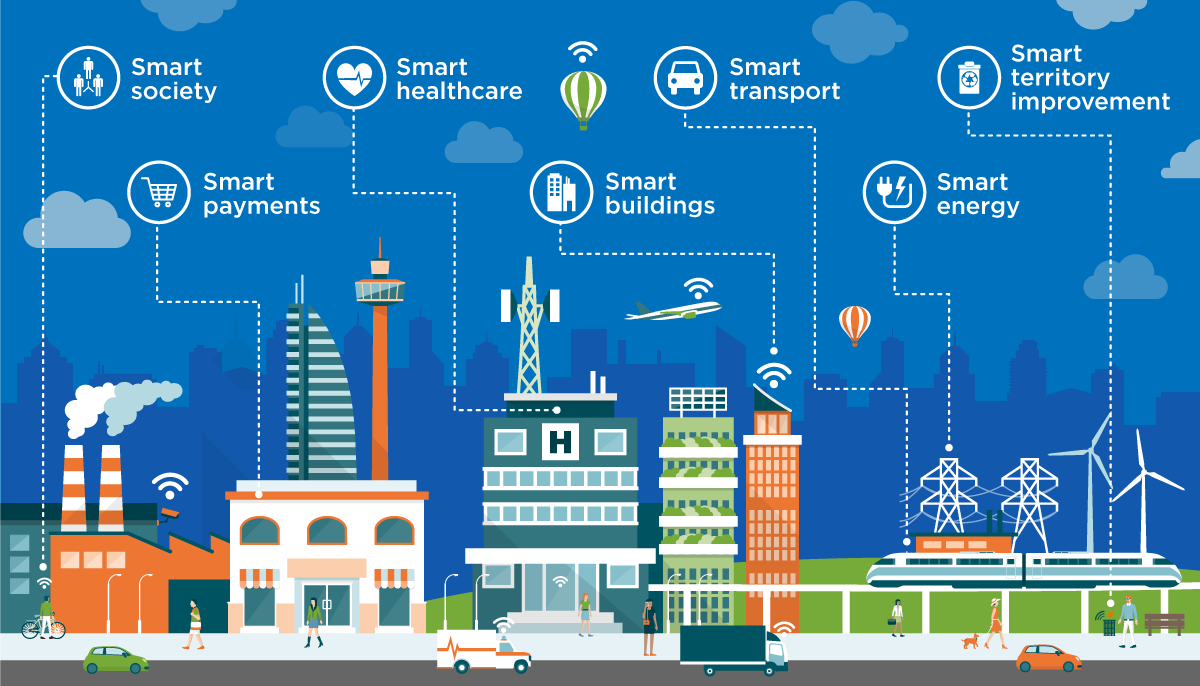 Smart
society
Smart
healthcare
Smart
transport
Smart
territory
improvement
Smart
payments
Smart
buildings
Smart
energy
H